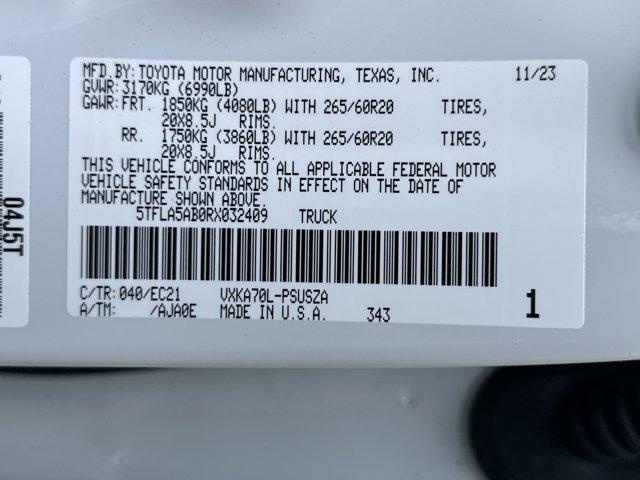 MFD.BY:TOYOTA MOTOR MANUFACTURING, TEXAS, INC. 11/23
GVWR:3170KG (6990LB)
GAWR:FRT. 1850KG (4080LB) WITH 265/60R20 TIRES,
20X8.5J RIMS.
RR. 1750KG (3860LB) WITH 265/60R20 TIRES,
20X8.5J RIMS.
THIS VEHICLE CONFORMS TO ALL APPLICABLE FEDERAL MOTOR
VEHICLE SAFETY STANDARDS IN EFFECT ON THE DATE OF
MANUFACTURE SHOWN ABOVE.
5TFLA5AB0RX032409 TRUCK
C/TR:040/EC21 VXKA70L-PSUSZA
A/TM: /AJA0E MADE IN U.S.A. 343 1
04J5T